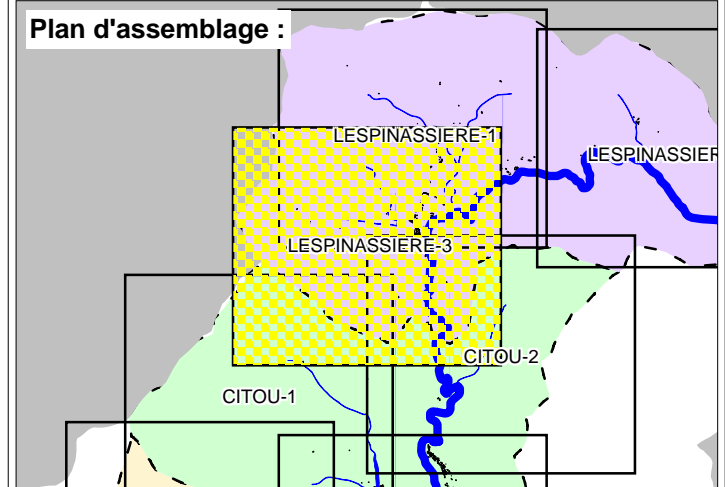 Plan d'assemblage :
LESPINASSIERE-1
LESPINASSIER
LESPINASSIERE-3
CITOU-2
CITOU-1